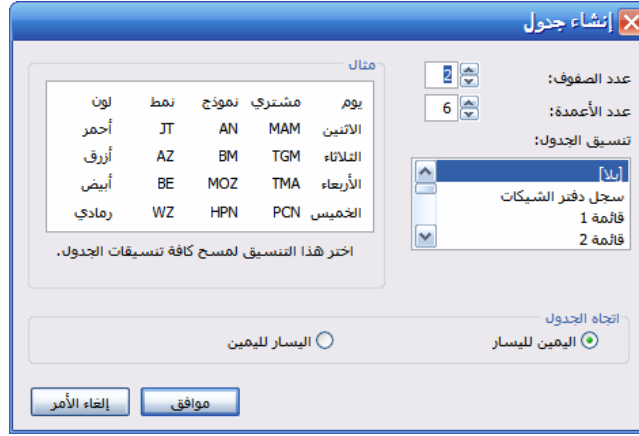 إنشاء جدول
عدد الصفوف: 2
عدد الأعمدة: 6
تنسيق الجدول:
[بلا]
سجل دفتر الشيكات
قائمة 1
قائمة 2
مثال
يوم مشتري نموذج نمط لون
الاثنين MAM AN JT أحمر
الثلاثاء TGM BM AZ أزرق
الأربعاء TMA MOZ BE أبيض
الخميس PCN HPN WZ رمادي
اختر هذا التنسيق لمسح كافة تنسيقات الجدول.
اتجاه الجدول
اليمين لليسار
اليسار لليمين
موافق
إلغاء الأمر